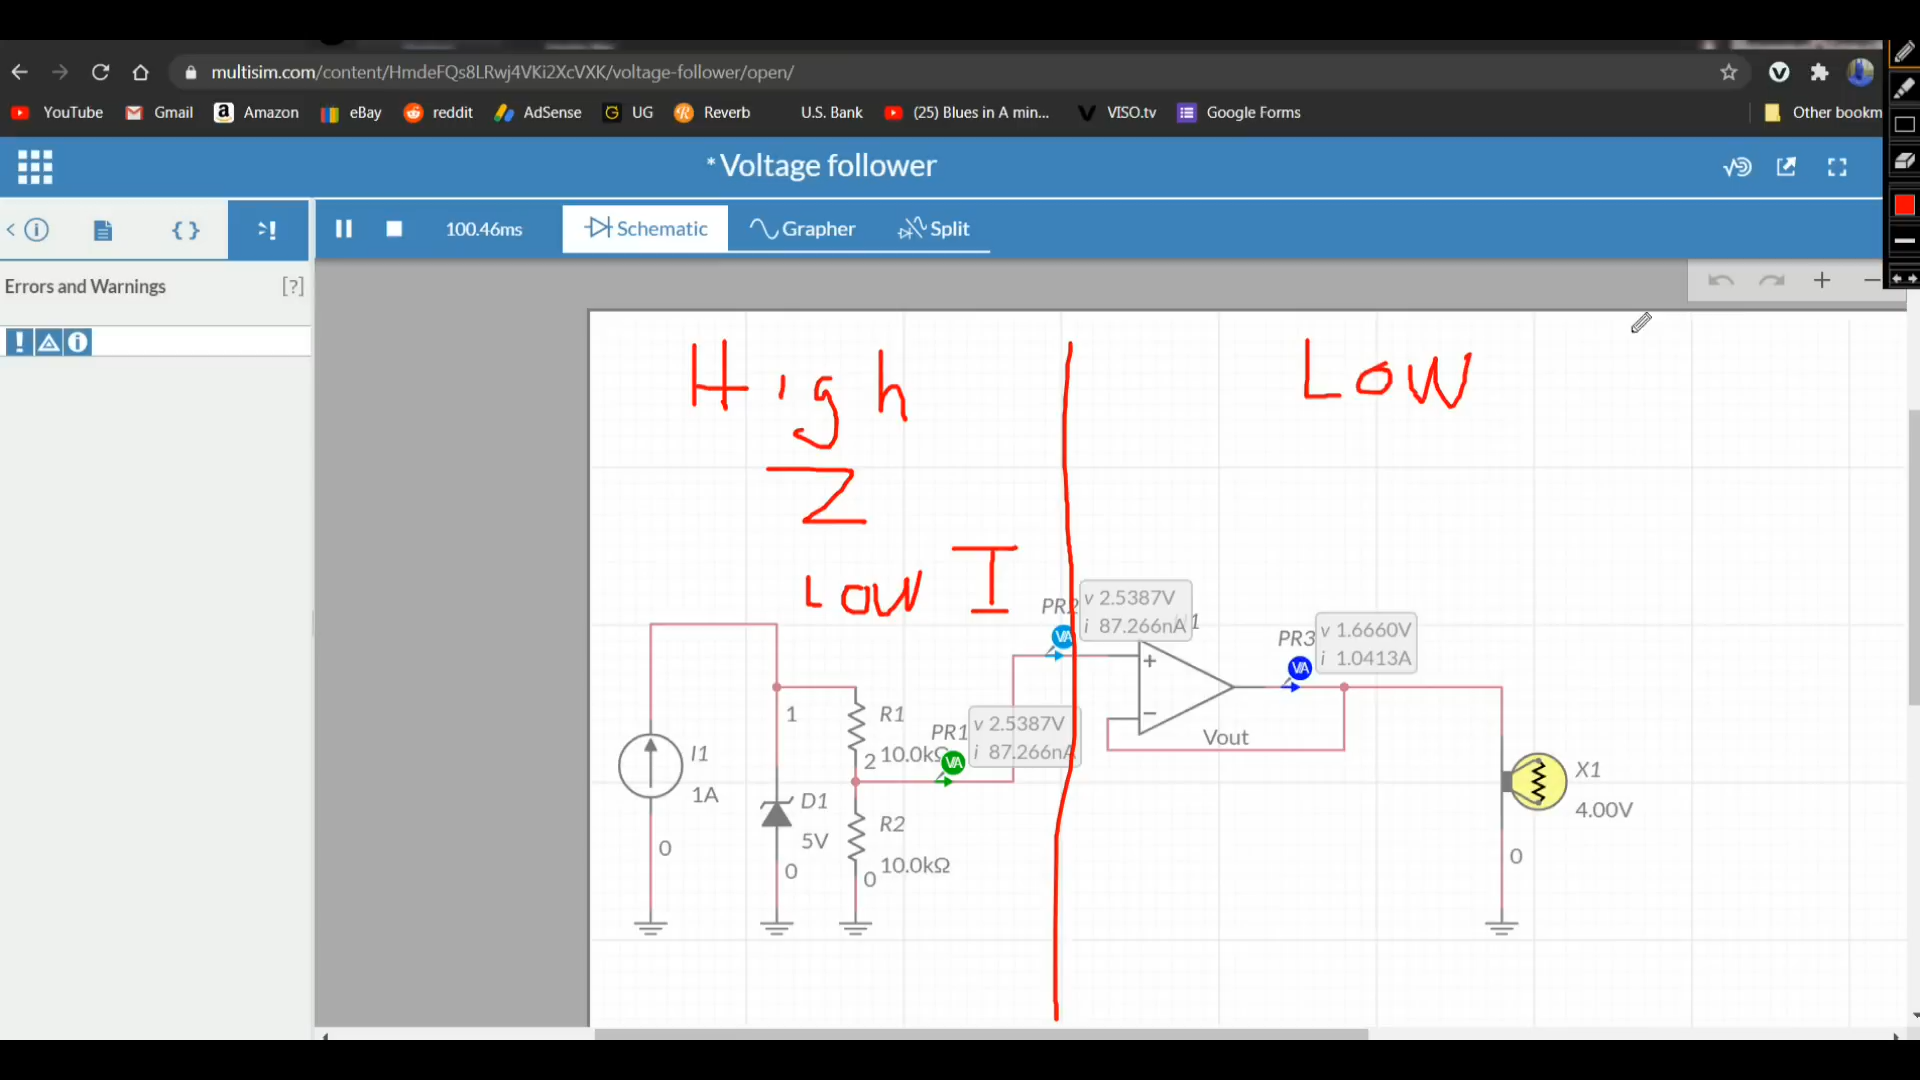 multisim.com/content/HmdeFQs8LRwj4VKi2XcVXK/voltage-follower/open/
YouTube Gmail Amazon eBay reddit AdSense UG Reverb U.S. Bank (25) Blues in A min... VISO.tv Google Forms Other bookm
*Voltage follower
100.46ms Schematic Grapher Split
Errors and Warnings [?]
High Low
Z
Low I
PR2 v 2.5387V
i 87.266nA
PR3 v 1.6660V
i 1.0413A
1 R1 PR1 v 2.5387V
2 10.0kΩ i 87.266nA
Vout
I1
1A
D1
5V
R2
10.0kΩ
X1
4.00V
0 0 0 0